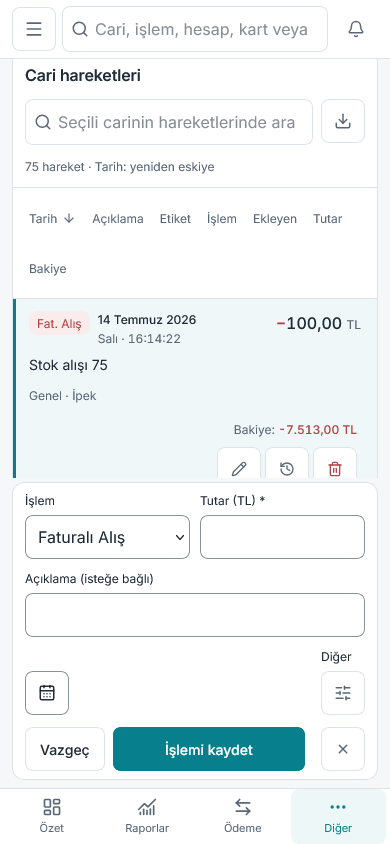 Cari, işlem, hesap, kart veya
Cari hareketleri
Seçili carinin hareketlerinde ara
75 hareket · Tarih: yeniden eskiye
Tarih ↓ Açıklama Etiket İşlem Ekleyen Tutar
Bakiye
Fat. Alış 14 Temmuz 2026 −100,00 TL
Salı · 16:14:22
Stok alışı 75
Genel · İpek
Bakiye: -7.513,00 TL
İşlem Tutar (TL) *
Faturalı Alış
Açıklama (isteğe bağlı)
Diğer
Vazgeç İşlemi kaydet
Özet Raporlar Ödeme Diğer